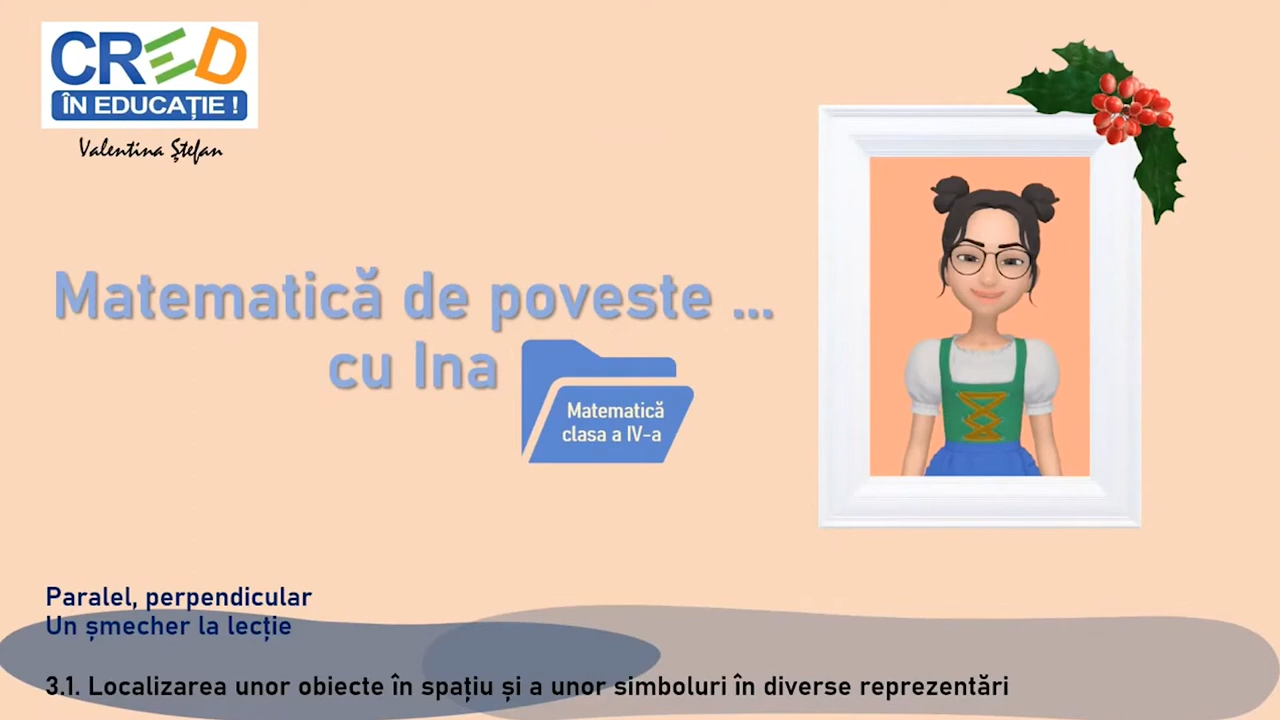 CRED
ÎN EDUCAȚIE !
Valentina Ștefan
Matematică de poveste ...
cu Ina
Matematică
clasa a IV-a
Paralel, perpendicular
Un șmecher la lecție
3.1. Localizarea unor obiecte în spațiu și a unor simboluri în diverse reprezentări